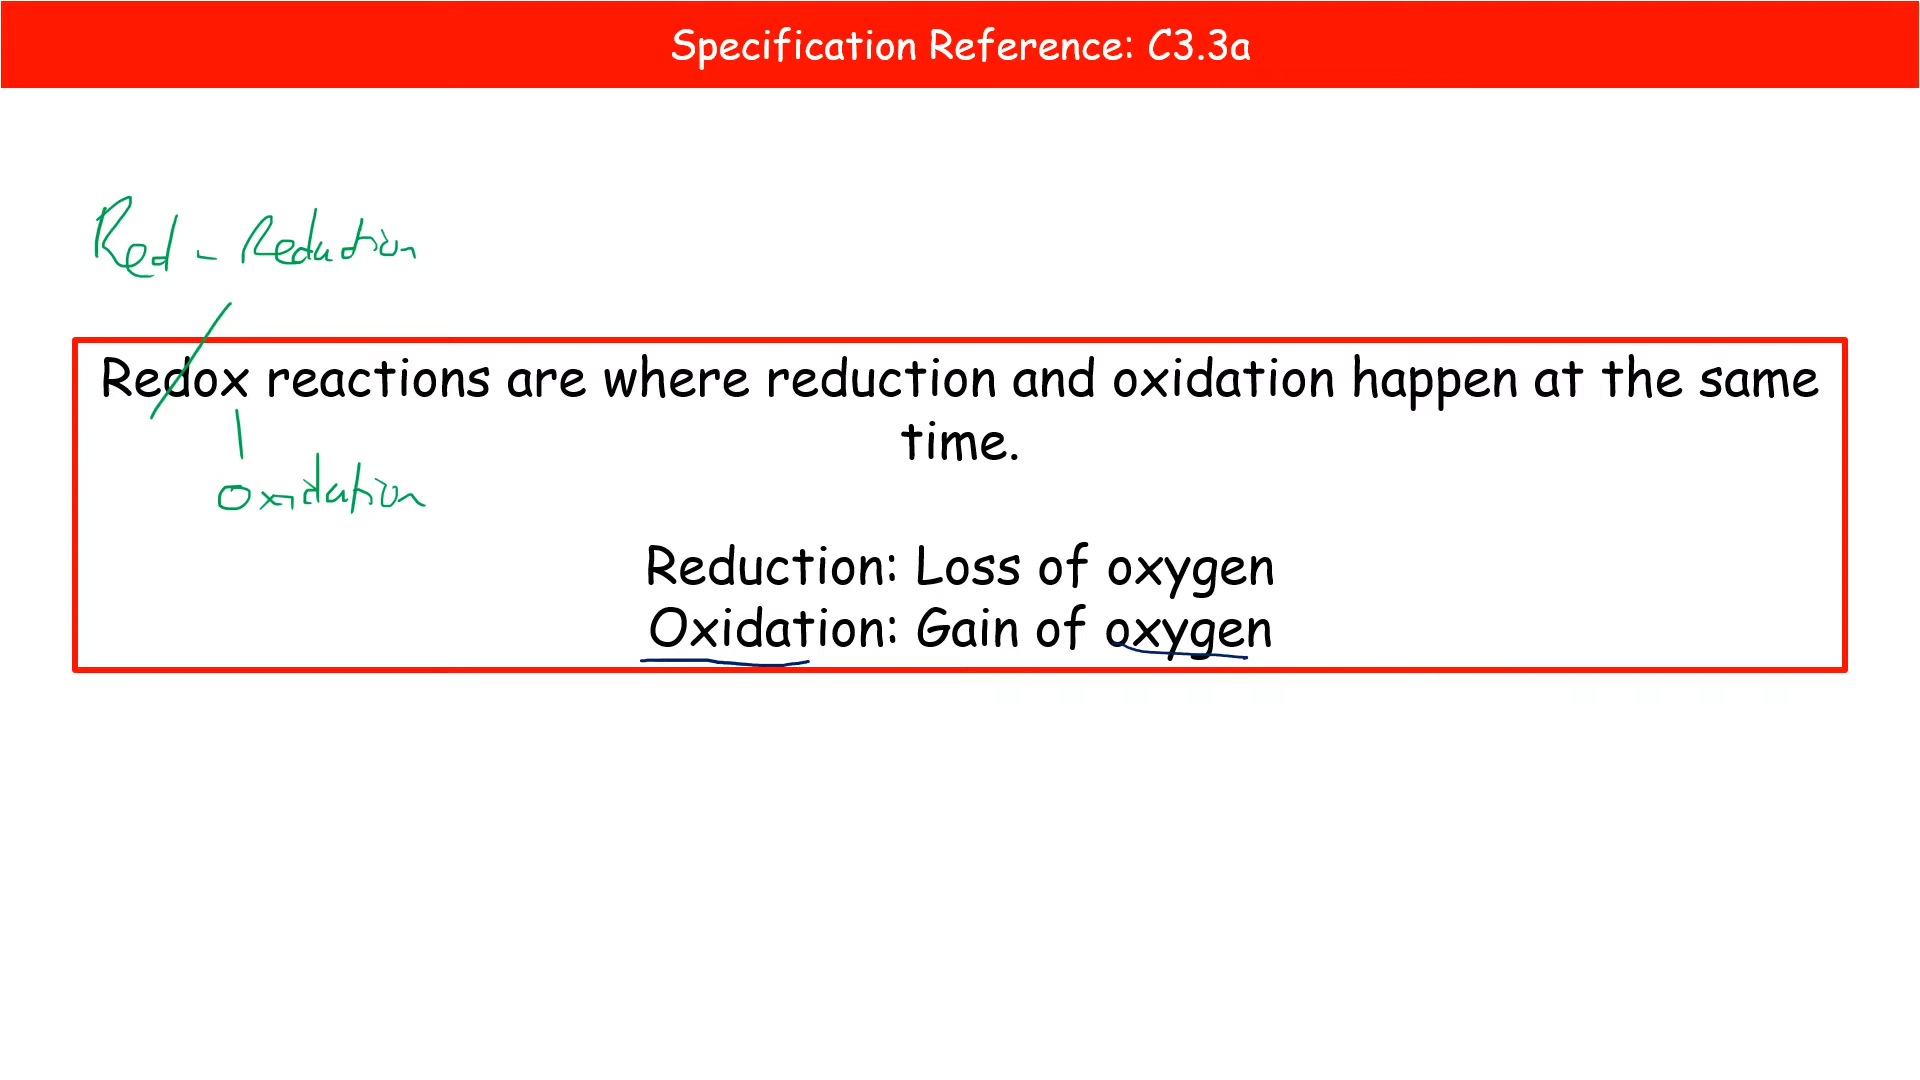 Specification Reference: C3.3a
Red - Reduction
Redox reactions are where reduction and oxidation happen at the same
time.
oxidation
Reduction: Loss of oxygen
Oxidation: Gain of oxygen